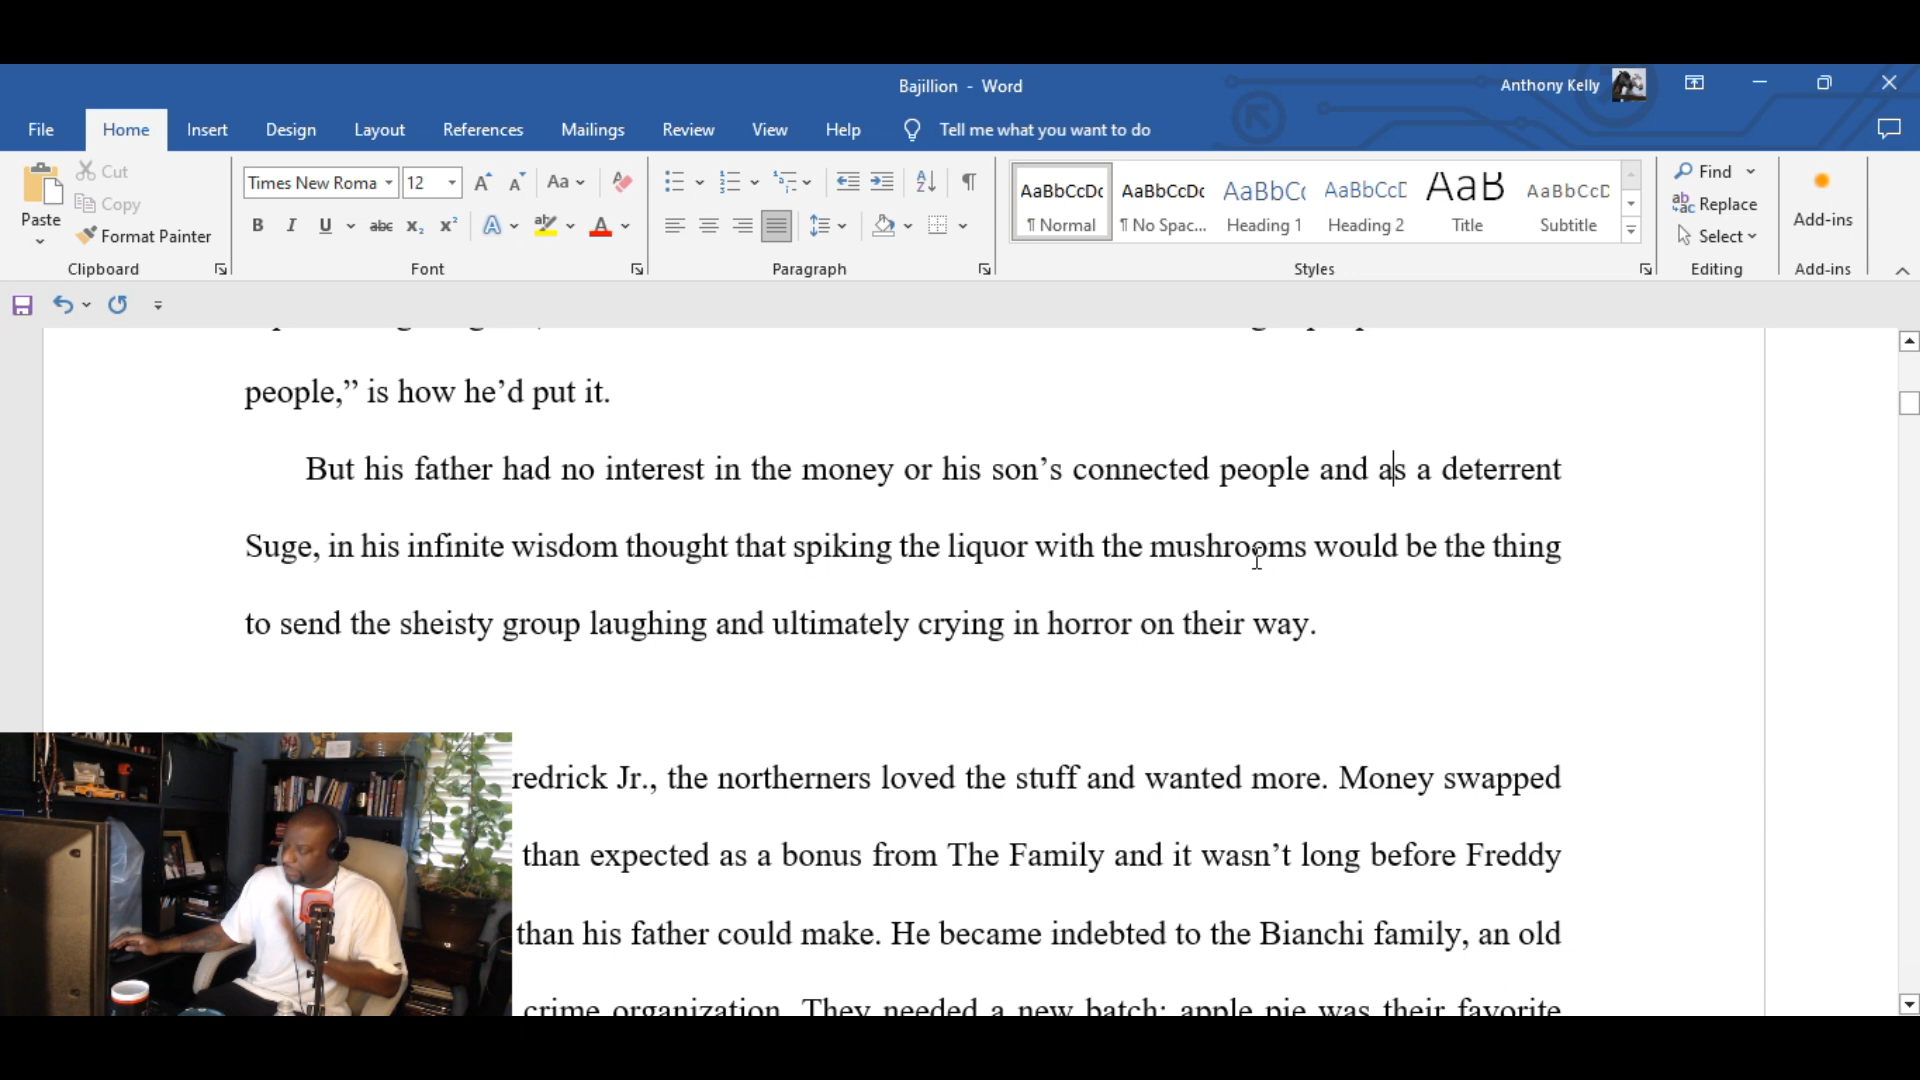 Bajillion - Word
Anthony Kelly
File Home Insert Design Layout References Mailings Review View Help Tell me what you want to do
Paste
Cut
Copy
Format Painter
Clipboard
Times New Roma 12
Font
Paragraph
AaBbCcDc AaBbCcDc AaBbCc AaBbCcD AaB AaBbCcD
¶ Normal ¶ No Spac... Heading 1 Heading 2 Title Subtitle
Styles
Find
Replace
Select
Editing
Add-ins
Add-ins
people,” is how he’d put it.
But his father had no interest in the money or his son’s connected people and as a deterrent
Suge, in his infinite wisdom thought that spiking the liquor with the mushrooms would be the thing
to send the sheisty group laughing and ultimately crying in horror on their way.
redrick Jr., the northerners loved the stuff and wanted more. Money swapped
than expected as a bonus from The Family and it wasn’t long before Freddy
than his father could make. He became indebted to the Bianchi family, an old
crime organization. They needed a new batch; apple pie was their favorite